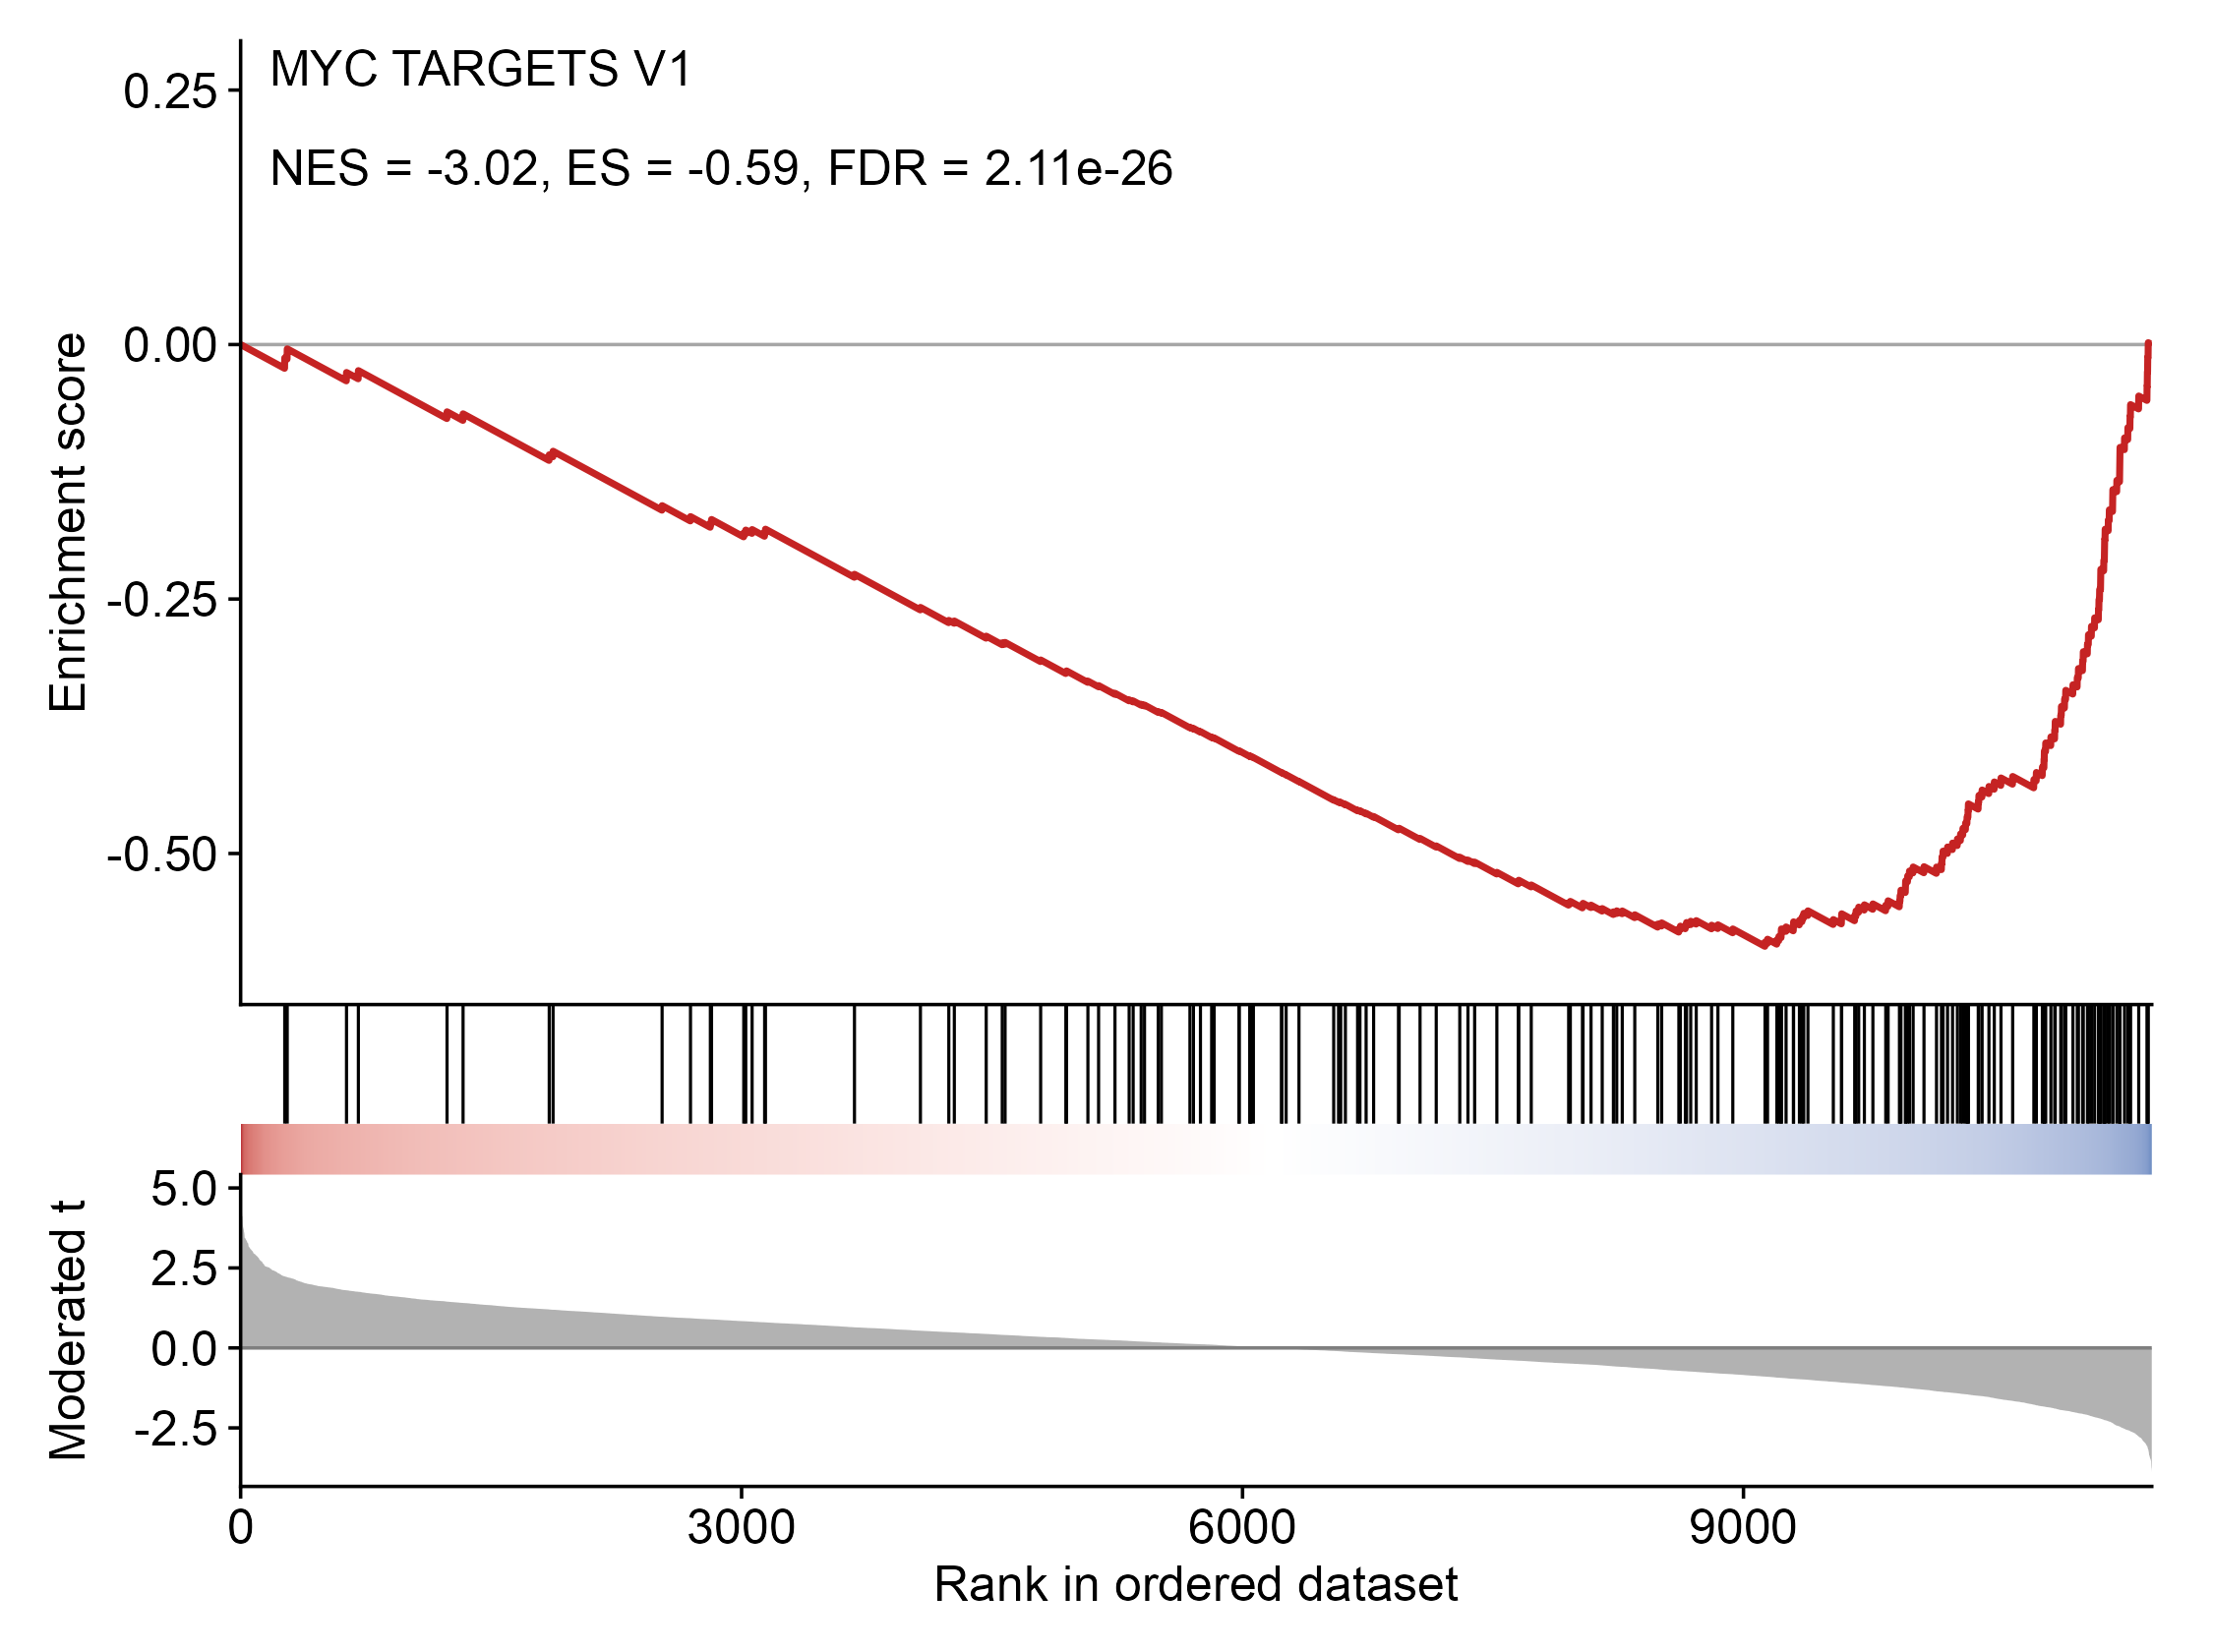 MYC TARGETS V1
NES = -3.02, ES = -0.59, FDR = 2.11e-26
Enrichment score
0.25
0.00
-0.25
-0.50
Moderated t
5.0
2.5
0.0
-2.5
0 3000 6000 9000
Rank in ordered dataset